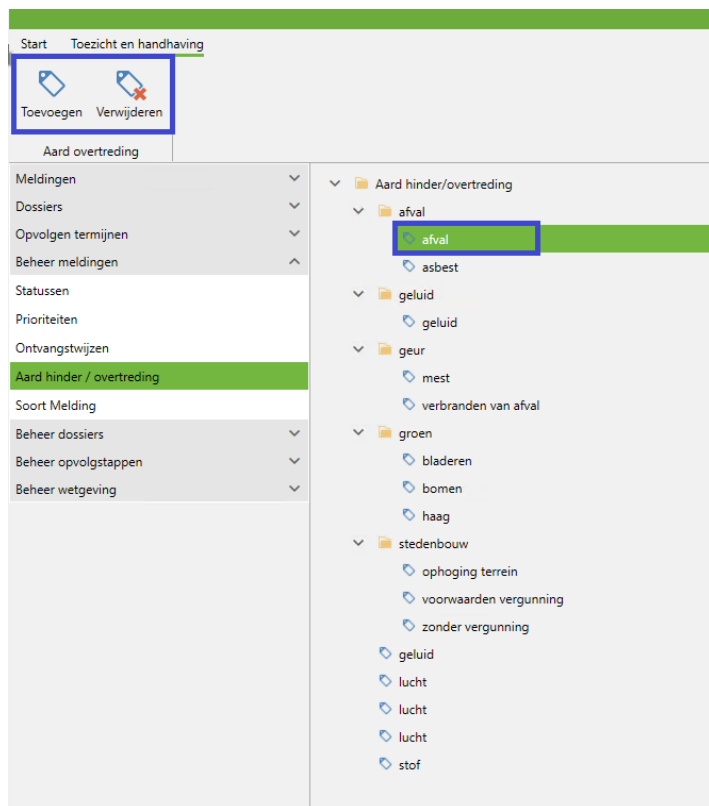 Start Toezicht en handhaving
Toevoegen Verwijderen
Aard overtreding
Meldingen
Dossiers
Opvolgen termijnen
Beheer meldingen
Statussen
Prioriteiten
Ontvangstwijzen
Aard hinder / overtreding
Soort Melding
Beheer dossiers
Beheer opvolgstappen
Beheer wetgeving
Aard hinder/overtreding
afval
afval
asbest
geluid
geluid
geur
mest
verbranden van afval
groen
bladeren
bomen
haag
stedenbouw
ophoging terrein
voorwaarden vergunning
zonder vergunning
geluid
lucht
lucht
lucht
stof